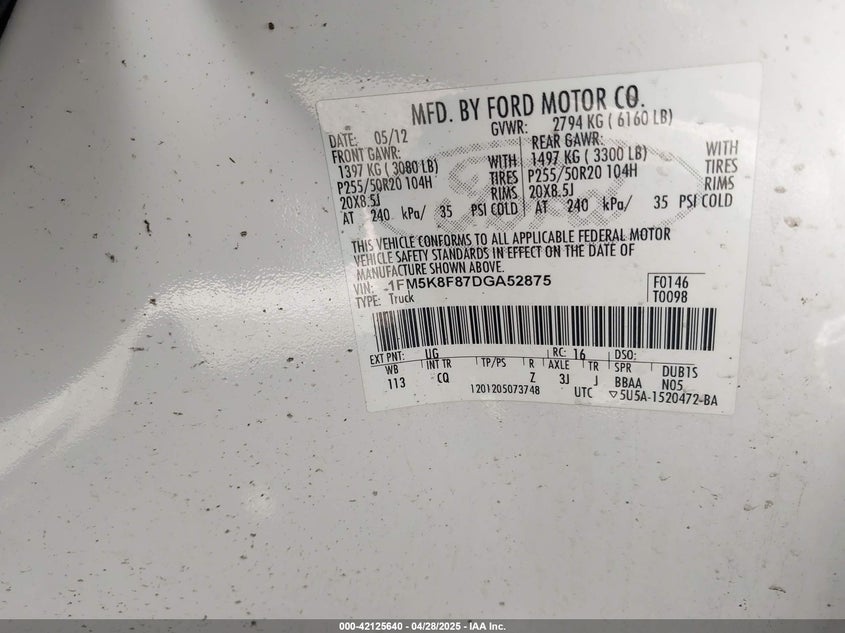 MFD. BY FORD MOTOR CO.
DATE: 05/12 GVWR: 2794 KG ( 6160 LB)
FRONT GAWR: REAR GAWR:
1397 KG ( 3080 LB) WITH 1497 KG ( 3300 LB) WITH
P255/50R20 104H TIRES P255/50R20 104H TIRES
20X8.5J RIMS 20X8.5J RIMS
AT 240 kPa/ 35 PSI COLD AT 240 kPa/ 35 PSI COLD
THIS VEHICLE CONFORMS TO ALL APPLICABLE FEDERAL MOTOR
VEHICLE SAFETY STANDARDS IN EFFECT ON THE DATE OF
MANUFACTURE SHOWN ABOVE.
VIN: 1FM5K8F87DGA52875 F0146
TYPE: Truck T0098
EXT PNT: UG RC: 16 DSO:
WB INT TR TP/PS R AXLE TR SPR DUBTS
113 CQ Z 3J J BBAA N05
1201205073748 UTC ▽5U5A-1520472-BA
000-42125640 - 04/28/2025 - IAA Inc.